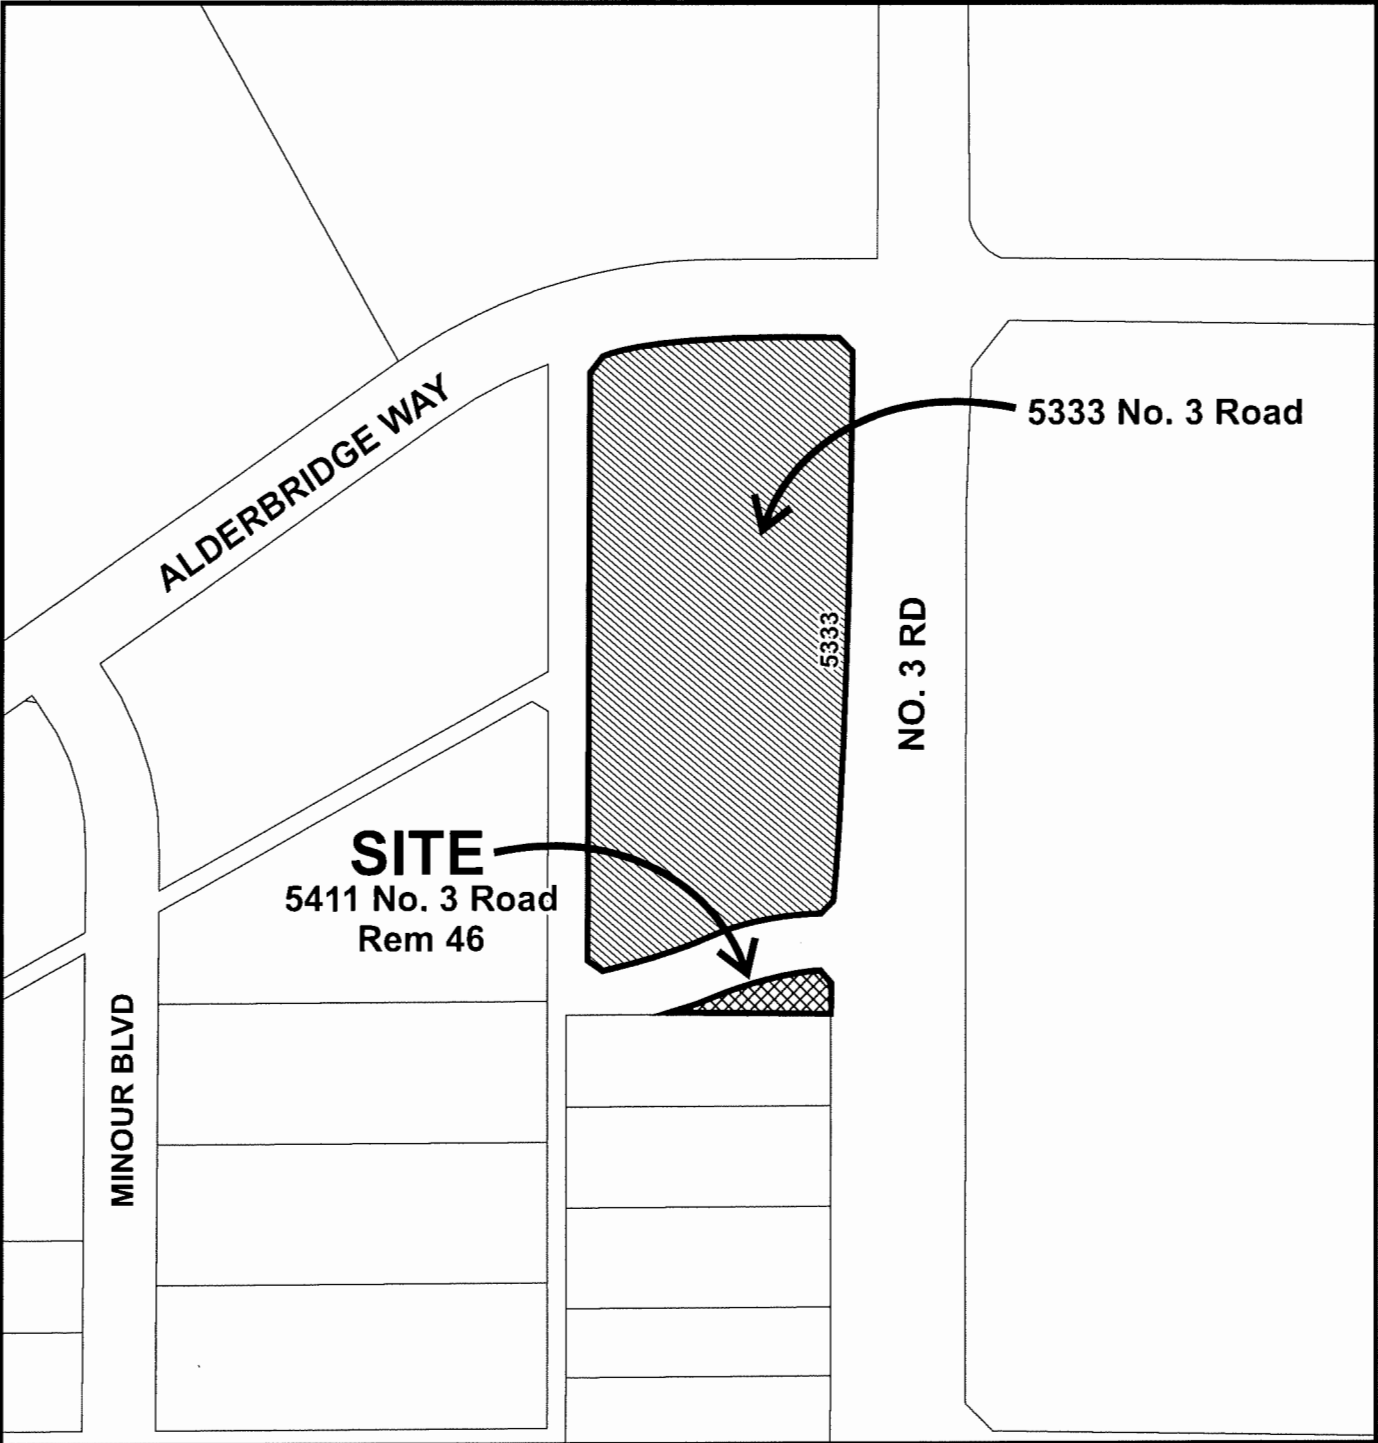 ALDERBRIDGE WAY
5333 No. 3 Road
5333
NO. 3 RD
SITE
5411 No. 3 Road
Rem 46
MINOUR BLVD